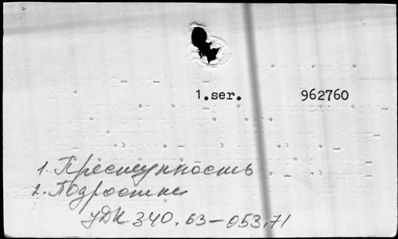 1. ser. 962760
1. Преступность
2. Подростки
УДК 340.63-053.71